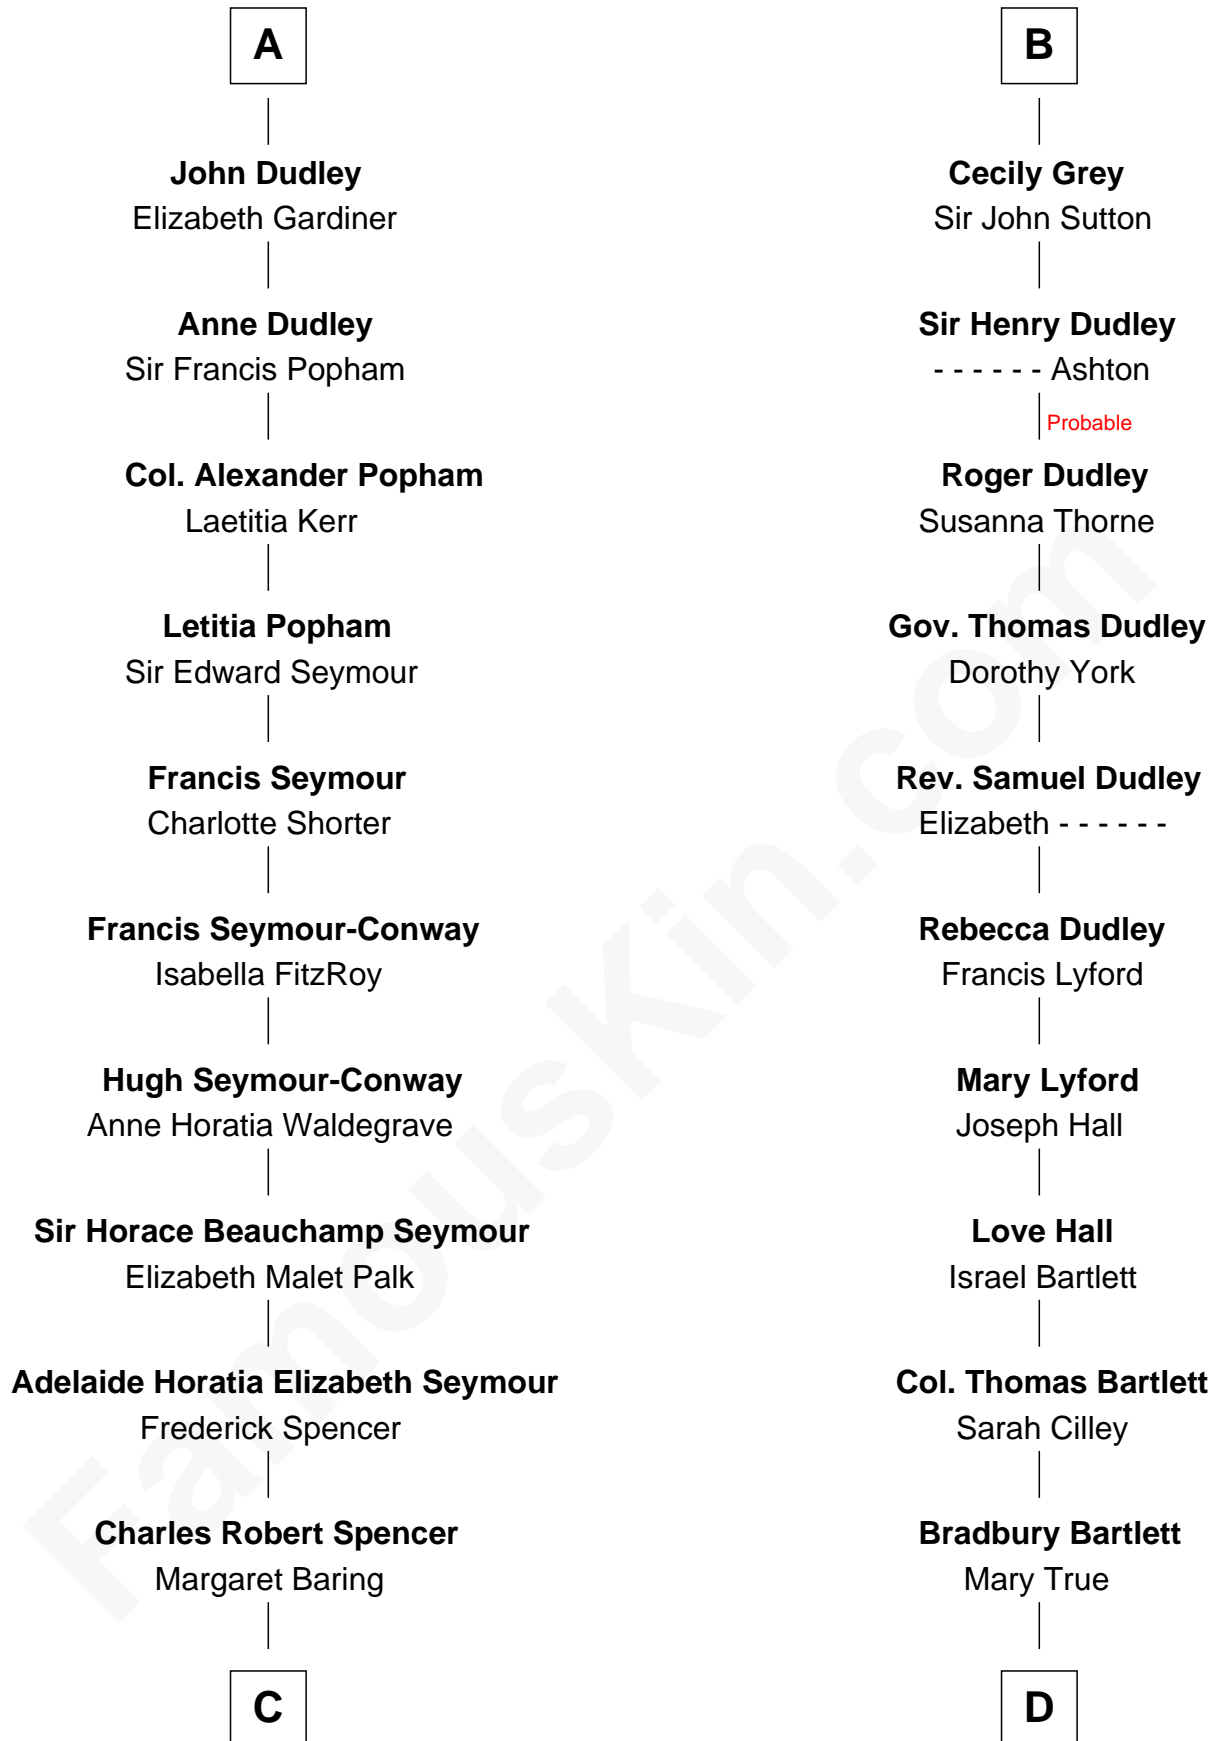 A
John Dudley
Elizabeth Gardiner
Anne Dudley
Sir Francis Popham
Col. Alexander Popham
Laetitia Kerr
Letitia Popham
Sir Edward Seymour
Francis Seymour
Charlotte Shorter
Francis Seymour-Conway
Isabella FitzRoy
Hugh Seymour-Conway
Anne Horatia Waldegrave
Sir Horace Beauchamp Seymour
Elizabeth Malet Palk
Adelaide Horatia Elizabeth Seymour
Frederick Spencer
Charles Robert Spencer
Margaret Baring
C
B
Cecily Grey
Sir John Sutton
Sir Henry Dudley
- - - - - - Ashton
Probable
Roger Dudley
Susanna Thorne
Gov. Thomas Dudley
Dorothy York
Rev. Samuel Dudley
Elizabeth - - - - - -
Rebecca Dudley
Francis Lyford
Mary Lyford
Joseph Hall
Love Hall
Israel Bartlett
Col. Thomas Bartlett
Sarah Cilley
Bradbury Bartlett
Mary True
D
FamousKin.com